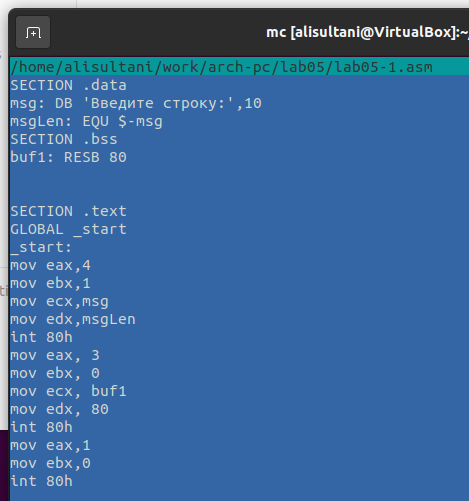 mc [alisultani@VirtualBox]:~/
/home/alisultani/work/arch-pc/lab05/lab05-1.asm
SECTION .data
msg: DB 'Введите строку:',10
msgLen: EQU $-msg
SECTION .bss
buf1: RESB 80
SECTION .text
GLOBAL _start
_start:
mov eax,4
mov ebx,1
mov ecx,msg
mov edx,msgLen
int 80h
mov eax, 3
mov ebx, 0
mov ecx, buf1
mov edx, 80
int 80h
mov eax,1
mov ebx,0
int 80h